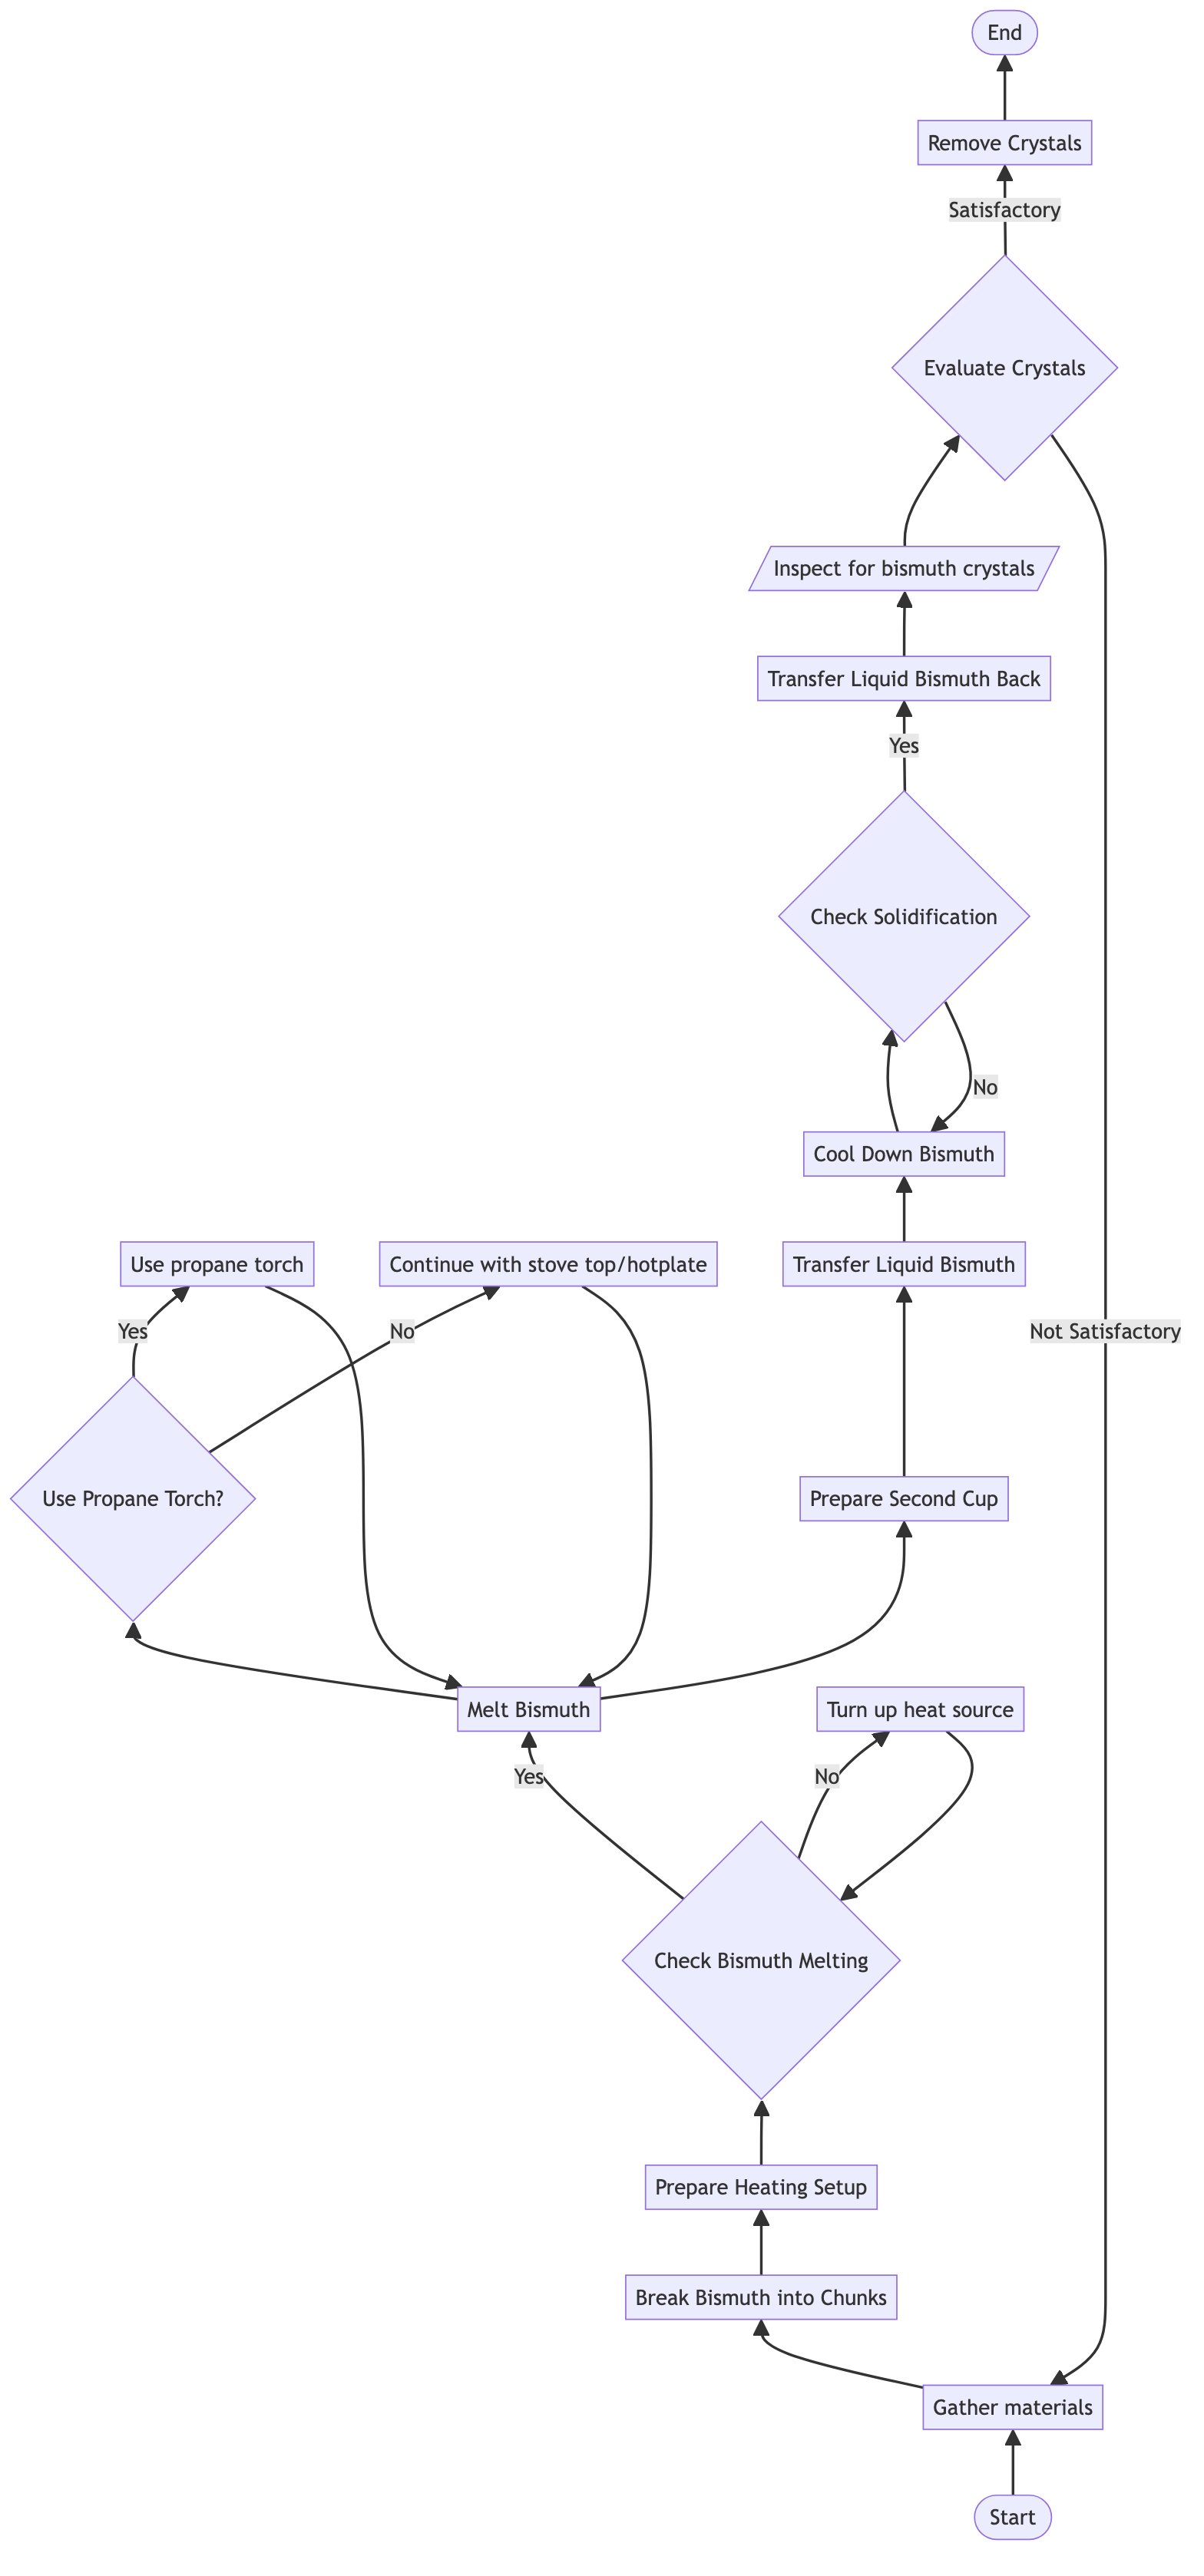 End
Remove Crystals
Satisfactory
Evaluate Crystals
Inspect for bismuth crystals
Transfer Liquid Bismuth Back
Yes
Check Solidification
No
Cool Down Bismuth
Use propane torch
Continue with stove top/hotplate
Transfer Liquid Bismuth
Yes
No
Not Satisfactory
Use Propane Torch?
Prepare Second Cup
Melt Bismuth
Turn up heat source
Yes
No
Check Bismuth Melting
Prepare Heating Setup
Break Bismuth into Chunks
Gather materials
Start